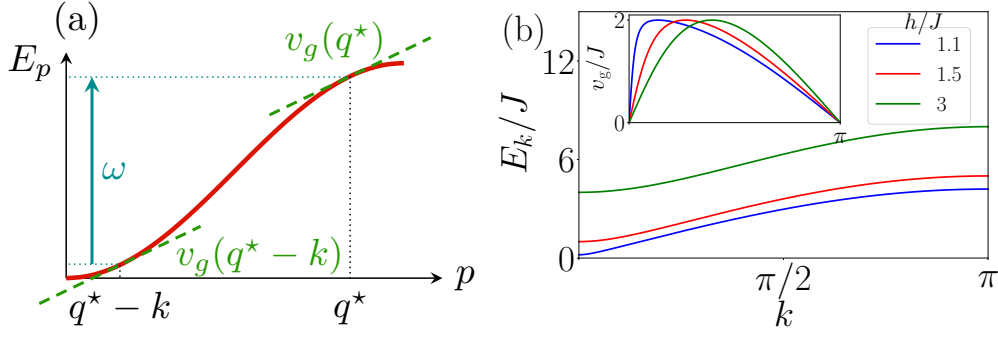 (a)
E_p
v_g(q^⋆)
ω
v_g(q^⋆ − k)
q^⋆ − k
q^⋆
p
(b)
E_k/J
12
6
0
π/2
π
k
v_g/J
2
0
π
h/J
1.1
1.5
3